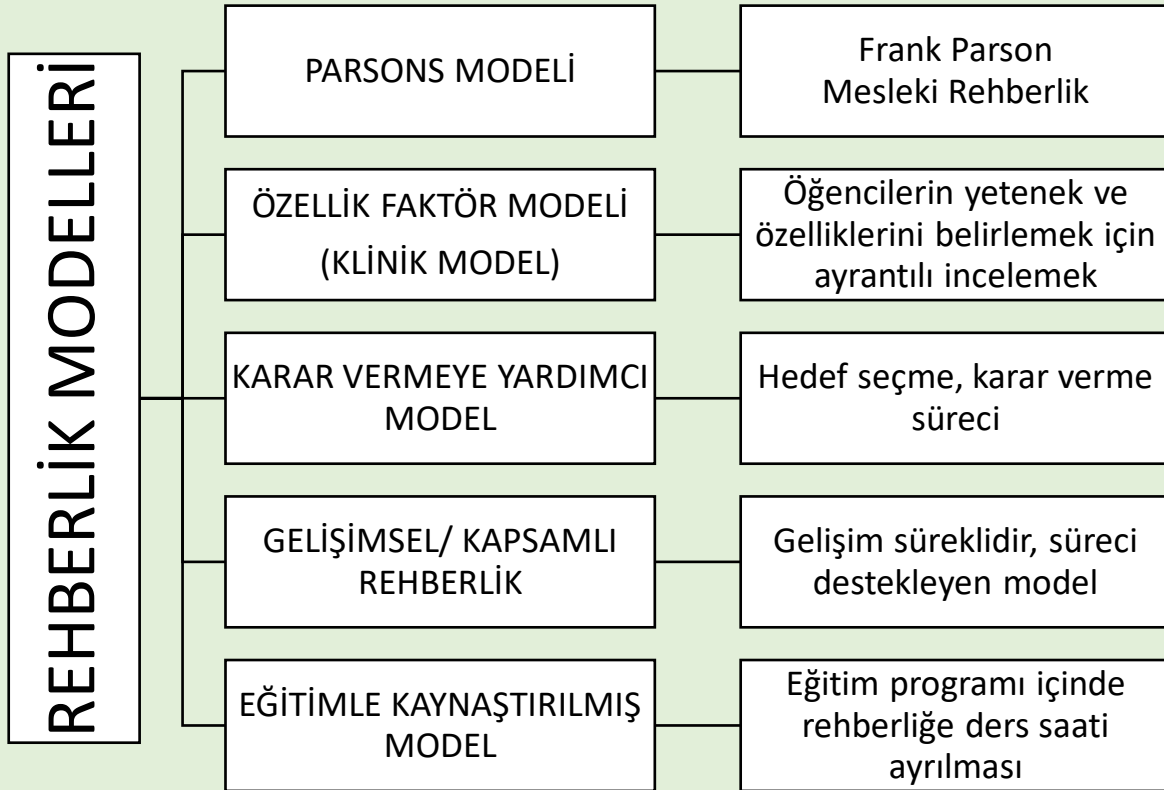 REHBERLİK MODELLERİ
PARSONS MODELİ
Frank Parson
Mesleki Rehberlik
ÖZELLİK FAKTÖR MODELİ
(KLİNİK MODEL)
Öğencilerin yetenek ve
özelliklerini belirlemek için
ayrantılı incelemek
KARAR VERMEYE YARDIMCI
MODEL
Hedef seçme, karar verme
süreci
GELİŞİMSEL/ KAPSAMLI
REHBERLİK
Gelişim süreklidir, süreci
destekleyen model
EĞİTİMLE KAYNAŞTIRILMIŞ
MODEL
Eğitim programı içinde
rehberliğe ders saati
ayrılması